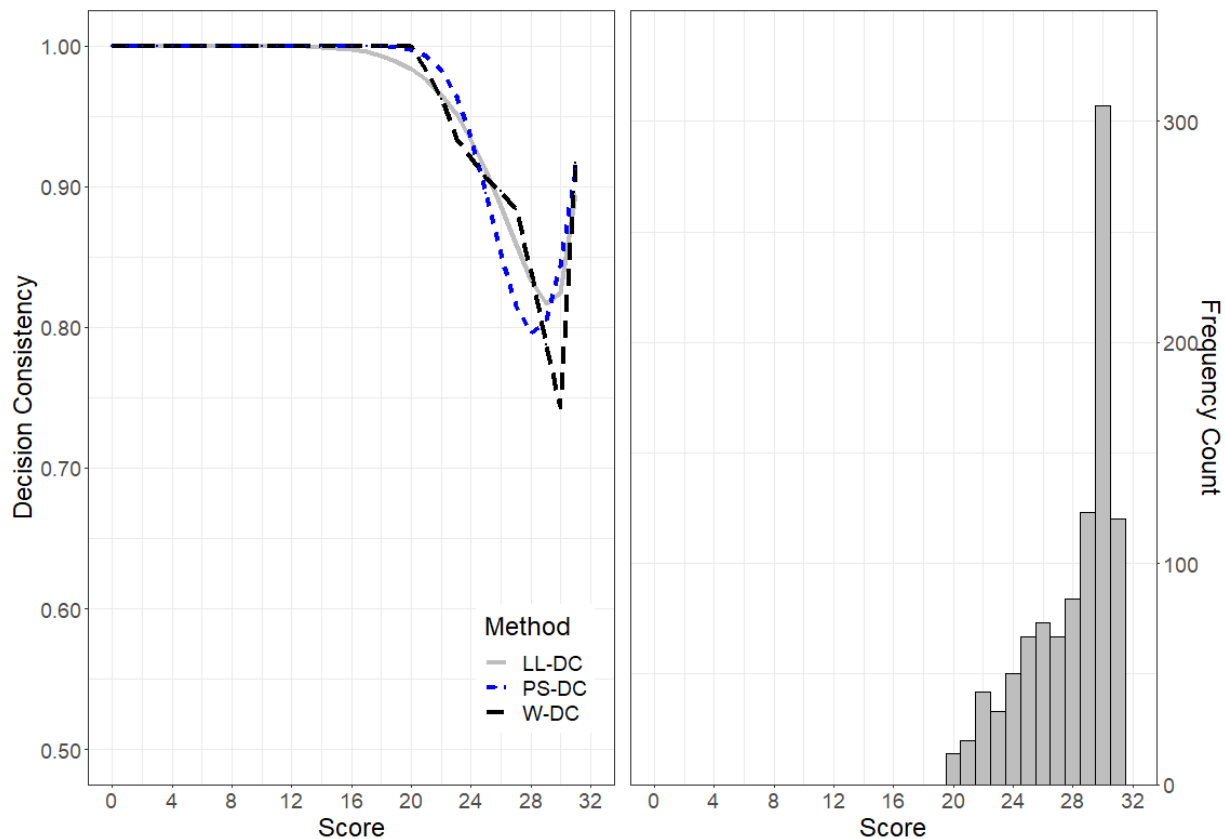 1.00
0.90
0.80
0.70
0.60
0.50
Decision Consistency
Method
LL-DC
PS-DC
W-DC
0 4 8 12 16 20 24 28 32
Score
300
200
100
0
Frequency Count
0 4 8 12 16 20 24 28 32
Score